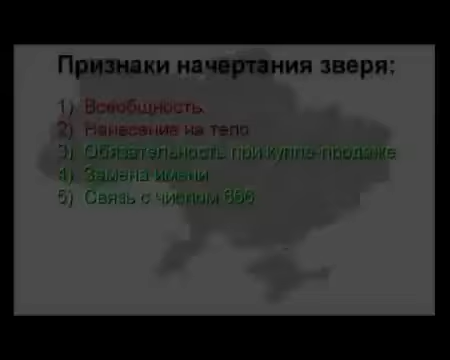 Признаки начертания зверя:
1) Всеобщность.
2) Нанесение на тело
3) Обязательность при купле-продаже
4) Замена имени
5) Связь с числом 666